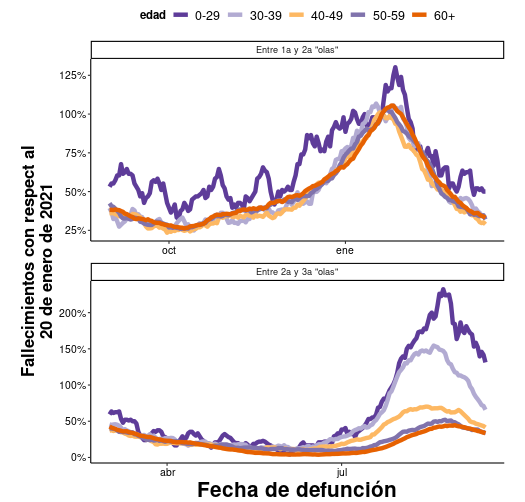 edad 0-29 30-39 40-49 50-59 60+
Entre 1a y 2a "olas"
125%
100%
75%
50%
25%
oct ene
Entre 2a y 3a "olas"
200%
150%
100%
50%
0%
abr jul
Fallecimientos con respect al
20 de enero de 2021
Fecha de defunción